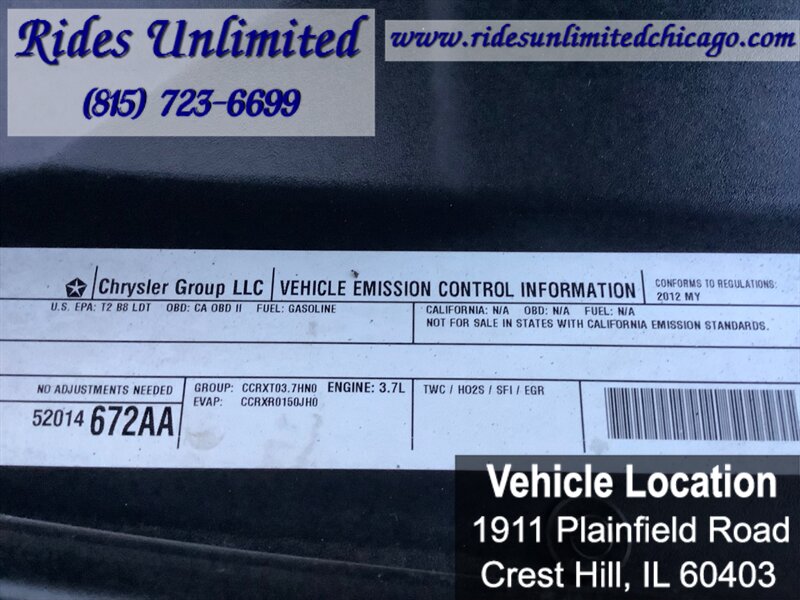 Rides Unlimited
(815) 723-6699
www.ridesunlimitedchicago.com
Chrysler Group LLC
VEHICLE EMISSION CONTROL INFORMATION
CONFORMS TO REGULATIONS:
2012 MY
U.S. EPA: T2 B8 LDT OBD: CA OBD II FUEL: GASOLINE
CALIFORNIA: N/A OBD: N/A FUEL: N/A
NOT FOR SALE IN STATES WITH CALIFORNIA EMISSION STANDARDS.
NO ADJUSTMENTS NEEDED
52014 672AA
GROUP: CCRXT03.7HN0 ENGINE: 3.7L
EVAP: CCRXR0150JH0
TWC / HO2S / SFI / EGR
Vehicle Location
1911 Plainfield Road
Crest Hill, IL 60403